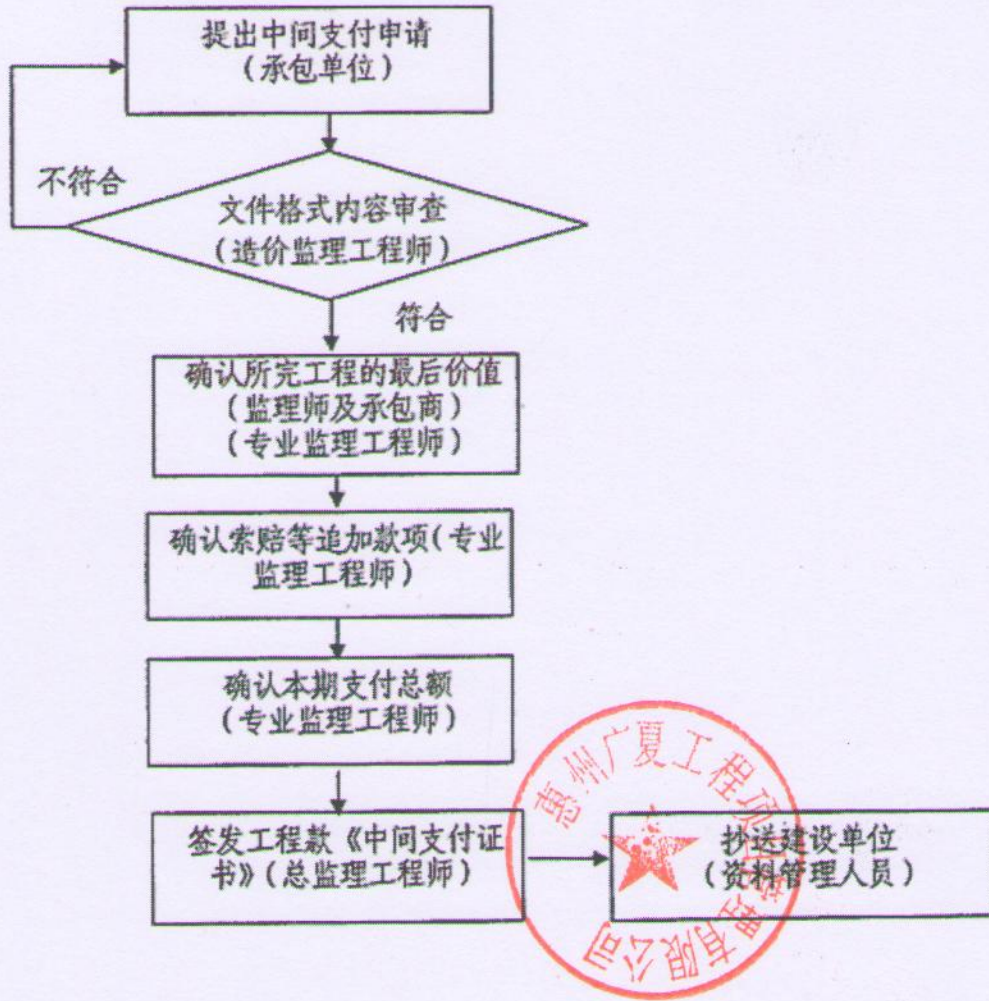 提出中间支付申请
(承包单位)
不符合
文件格式内容审查
(造价监理工程师)
符合
确认所完工程的最后价值
(监理师及承包商)
(专业监理工程师)
确认索赔等追加款项(专业
监理工程师)
确认本期支付总额
(专业监理工程师)
签发工程款《中间支付证
书》(总监理工程师)
抄送建设单位
(资料管理人员)
惠州广夏工程项目管理有限公司